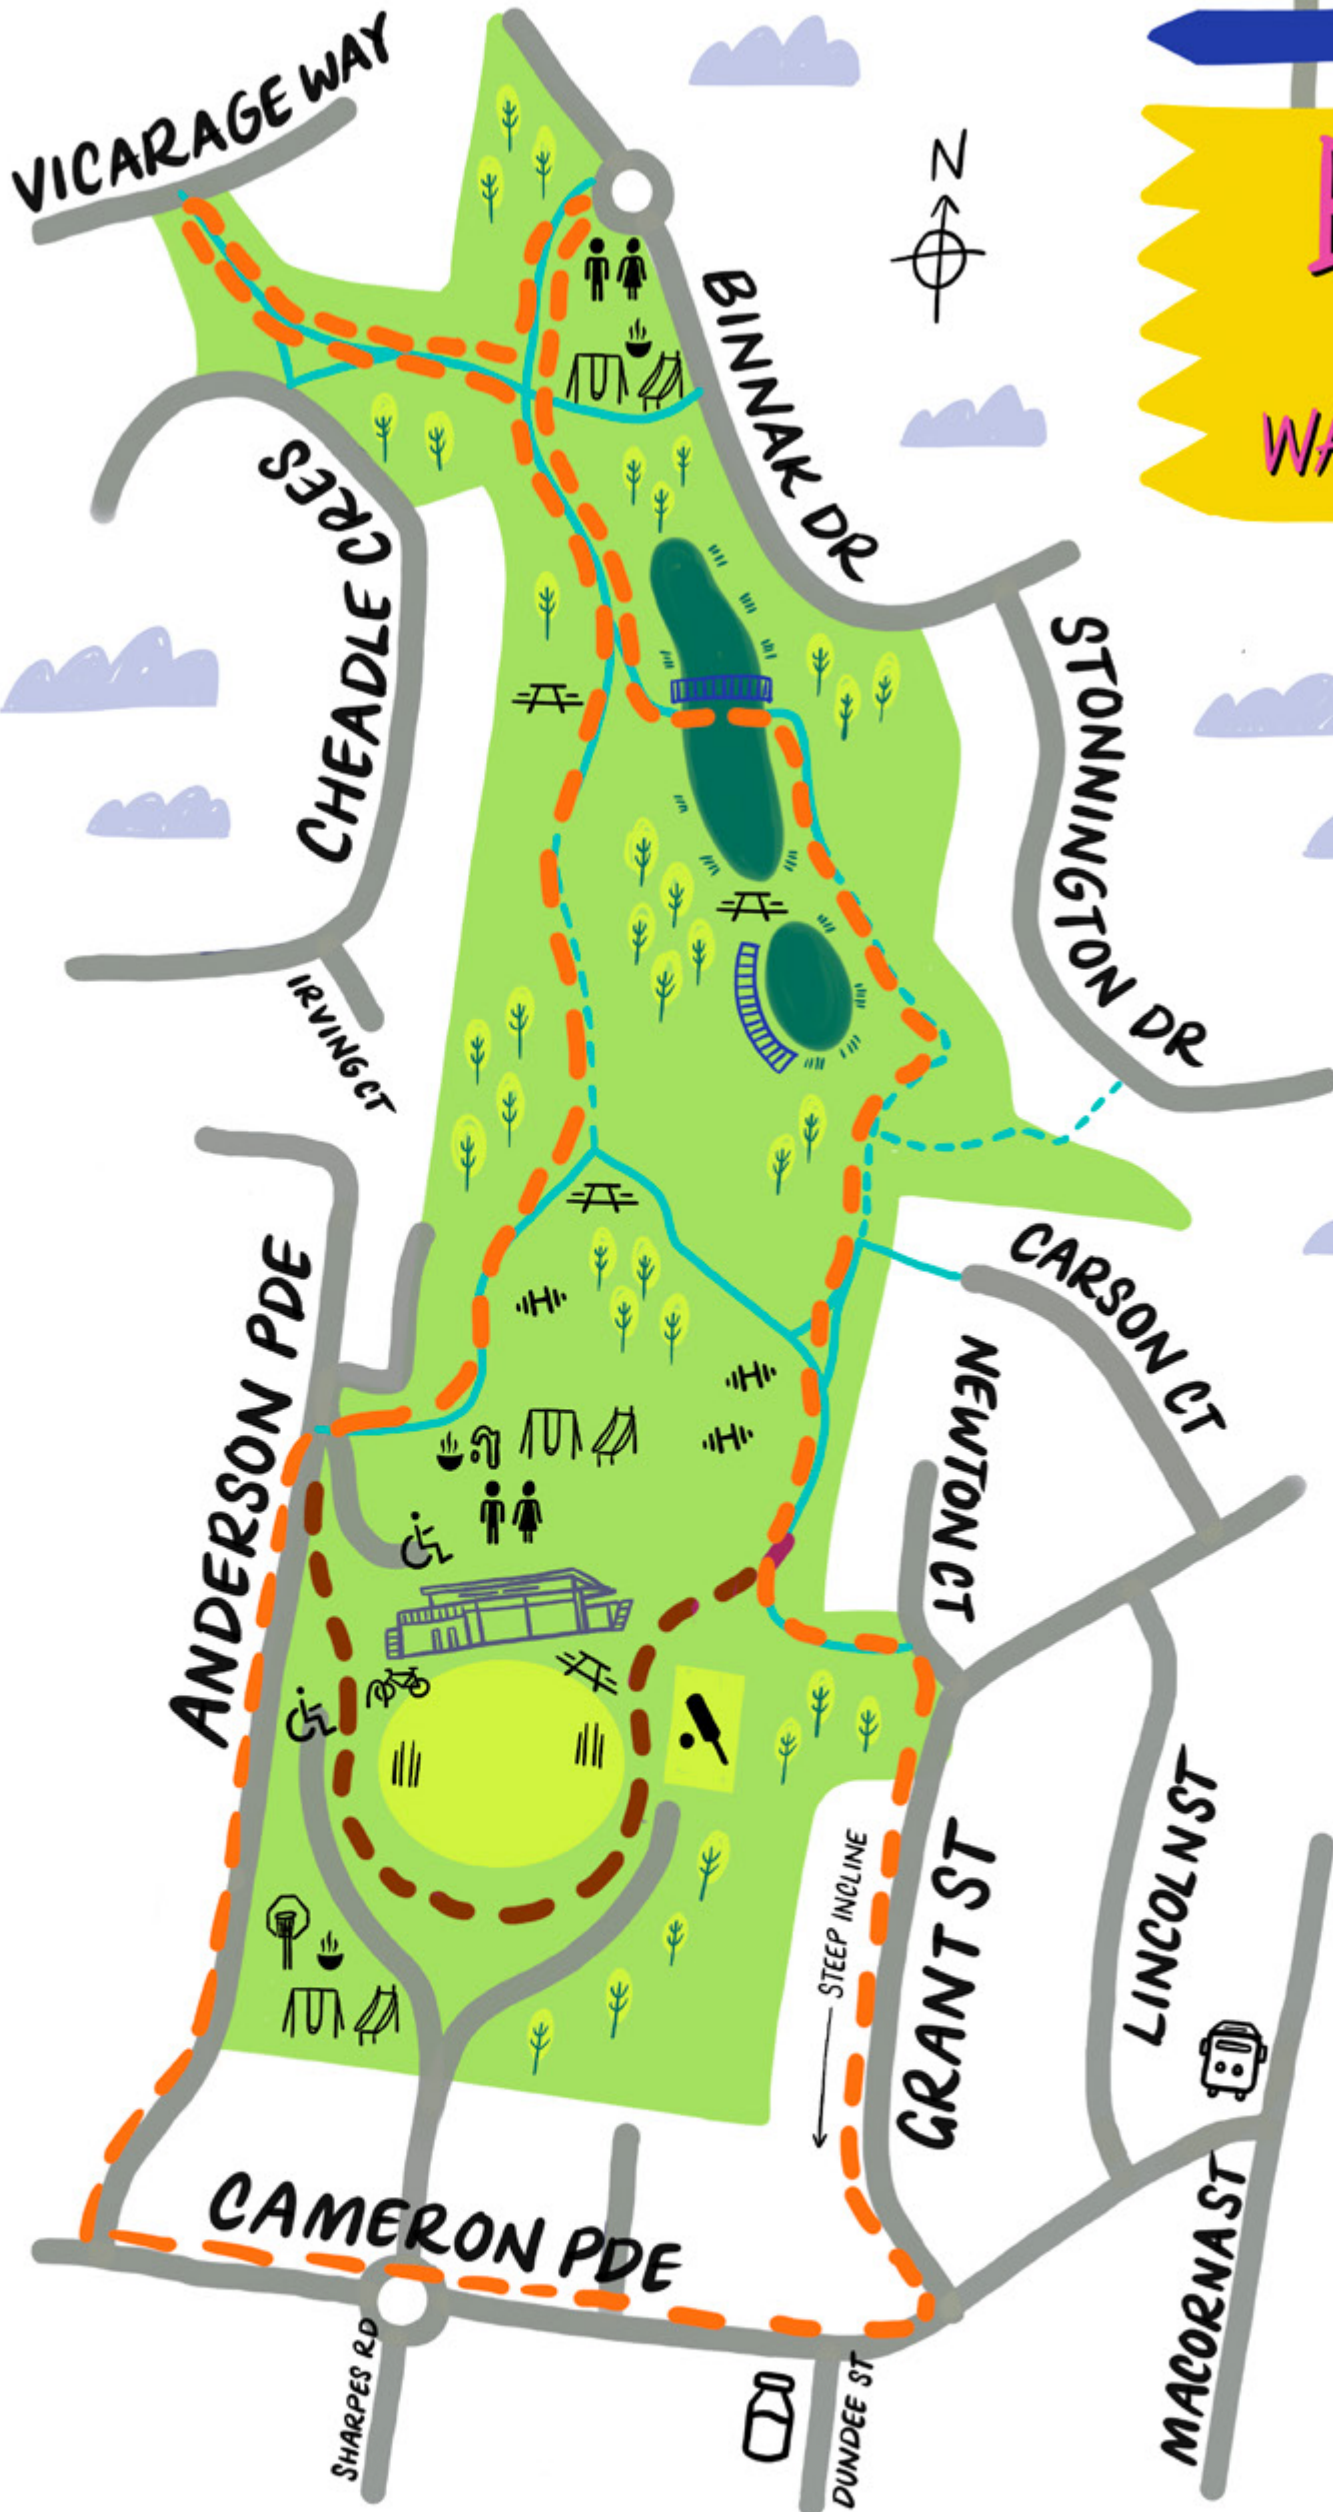 VICARAGE WAY
N
BINNAK DR
WA
CHEADLE CRES
STONNINGTON DR
IRVING CT
CARSON CT
ANDERSON PDE
NEWTON CT
STEEP INCLINE
GRANT ST
LINCOLN ST
CAMERON PDE
MACORNA ST
SHARPES RD
DUNDEE ST